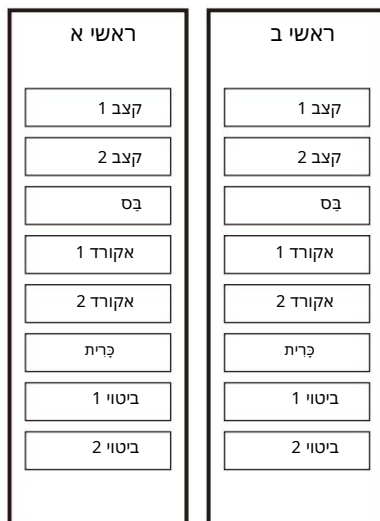 ראשי א
קצב 1
קצב 2
בַּס
אקורד 1
אקורד 2
כָּרִית
ביטוי 1
ביטוי 2
ראשי ב
קצב 1
קצב 2
בַּס
אקורד 1
אקורד 2
כָּרִית
ביטוי 1
ביטוי 2